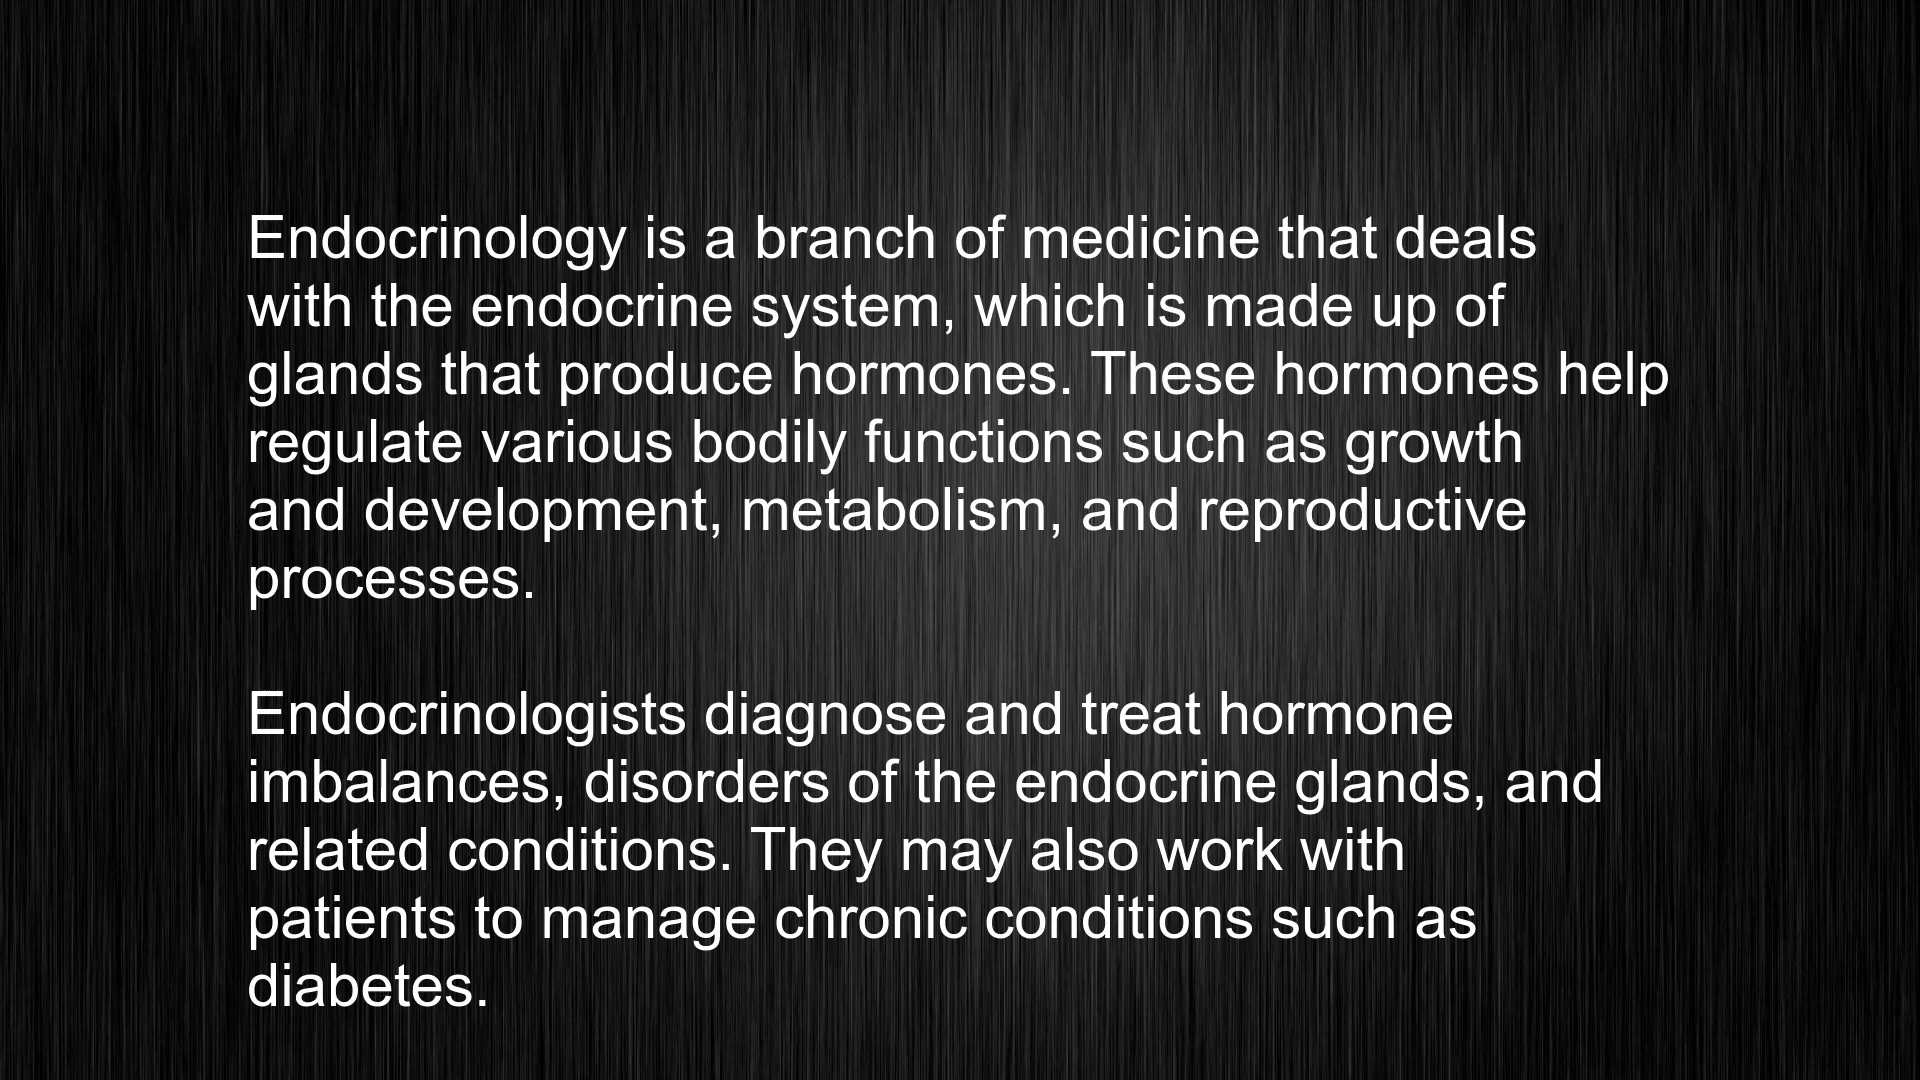 Endocrinology is a branch of medicine that deals
with the endocrine system, which is made up of
glands that produce hormones. These hormones help
regulate various bodily functions such as growth
and development, metabolism, and reproductive
processes.
Endocrinologists diagnose and treat hormone
imbalances, disorders of the endocrine glands, and
related conditions. They may also work with
patients to manage chronic conditions such as
diabetes.